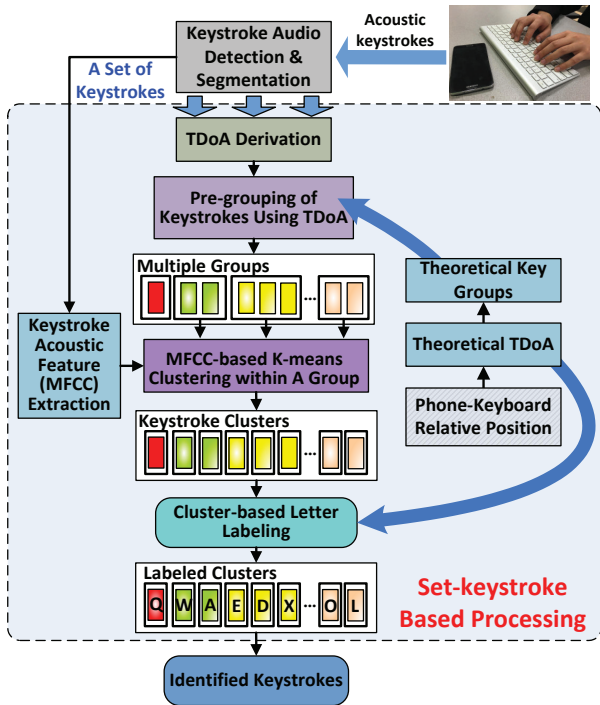 Keystroke Audio
Detection &
Segmentation
Acoustic
keystrokes
A Set of
Keystrokes
TDoA Derivation
Pre-grouping of
Keystrokes Using TDoA
Multiple Groups
...
Theoretical Key
Groups
Theoretical TDoA
Phone-Keyboard
Relative Position
Keystroke
Acoustic
Feature
(MFCC)
Extraction
MFCC-based K-means
Clustering within A Group
Keystroke Clusters
...
Cluster-based Letter
Labeling
Labeled Clusters
Q W A E D X ... O L
Set-keystroke
Based Processing
Identified Keystrokes